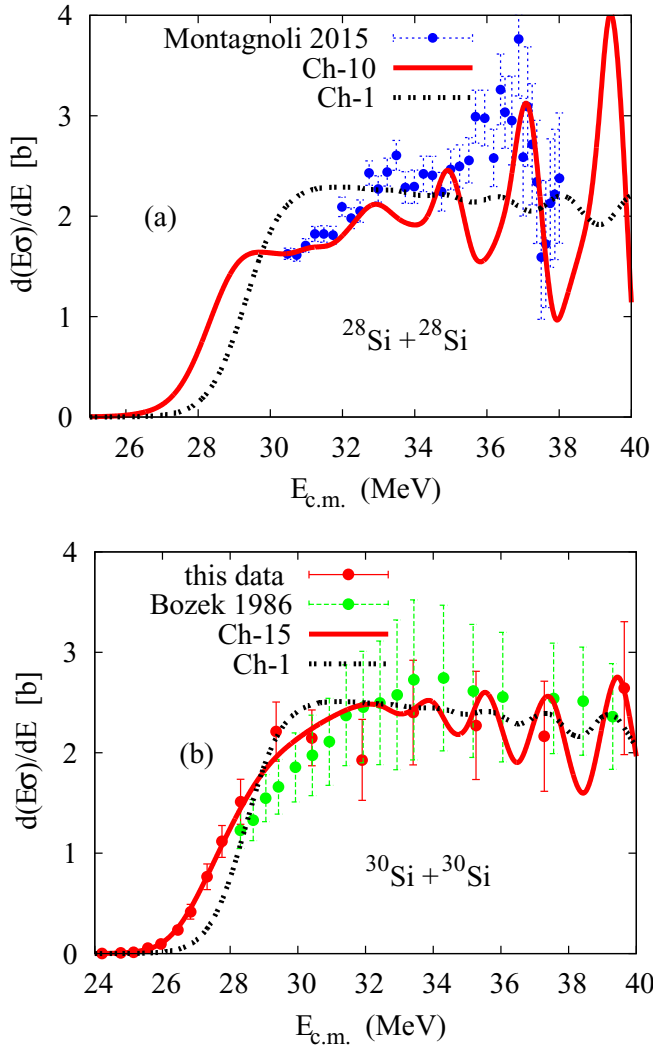 4
3
2
1
0
d(Eσ)/dE [b]
Montagnoli 2015
Ch-10
Ch-1
(a)
²⁸Si + ²⁸Si
26 28 30 32 34 36 38 40
E_c.m. (MeV)
4
3
2
1
0
d(Eσ)/dE [b]
this data
Bozek 1986
Ch-15
Ch-1
(b)
³⁰Si + ³⁰Si
24 26 28 30 32 34 36 38 40
E_c.m. (MeV)